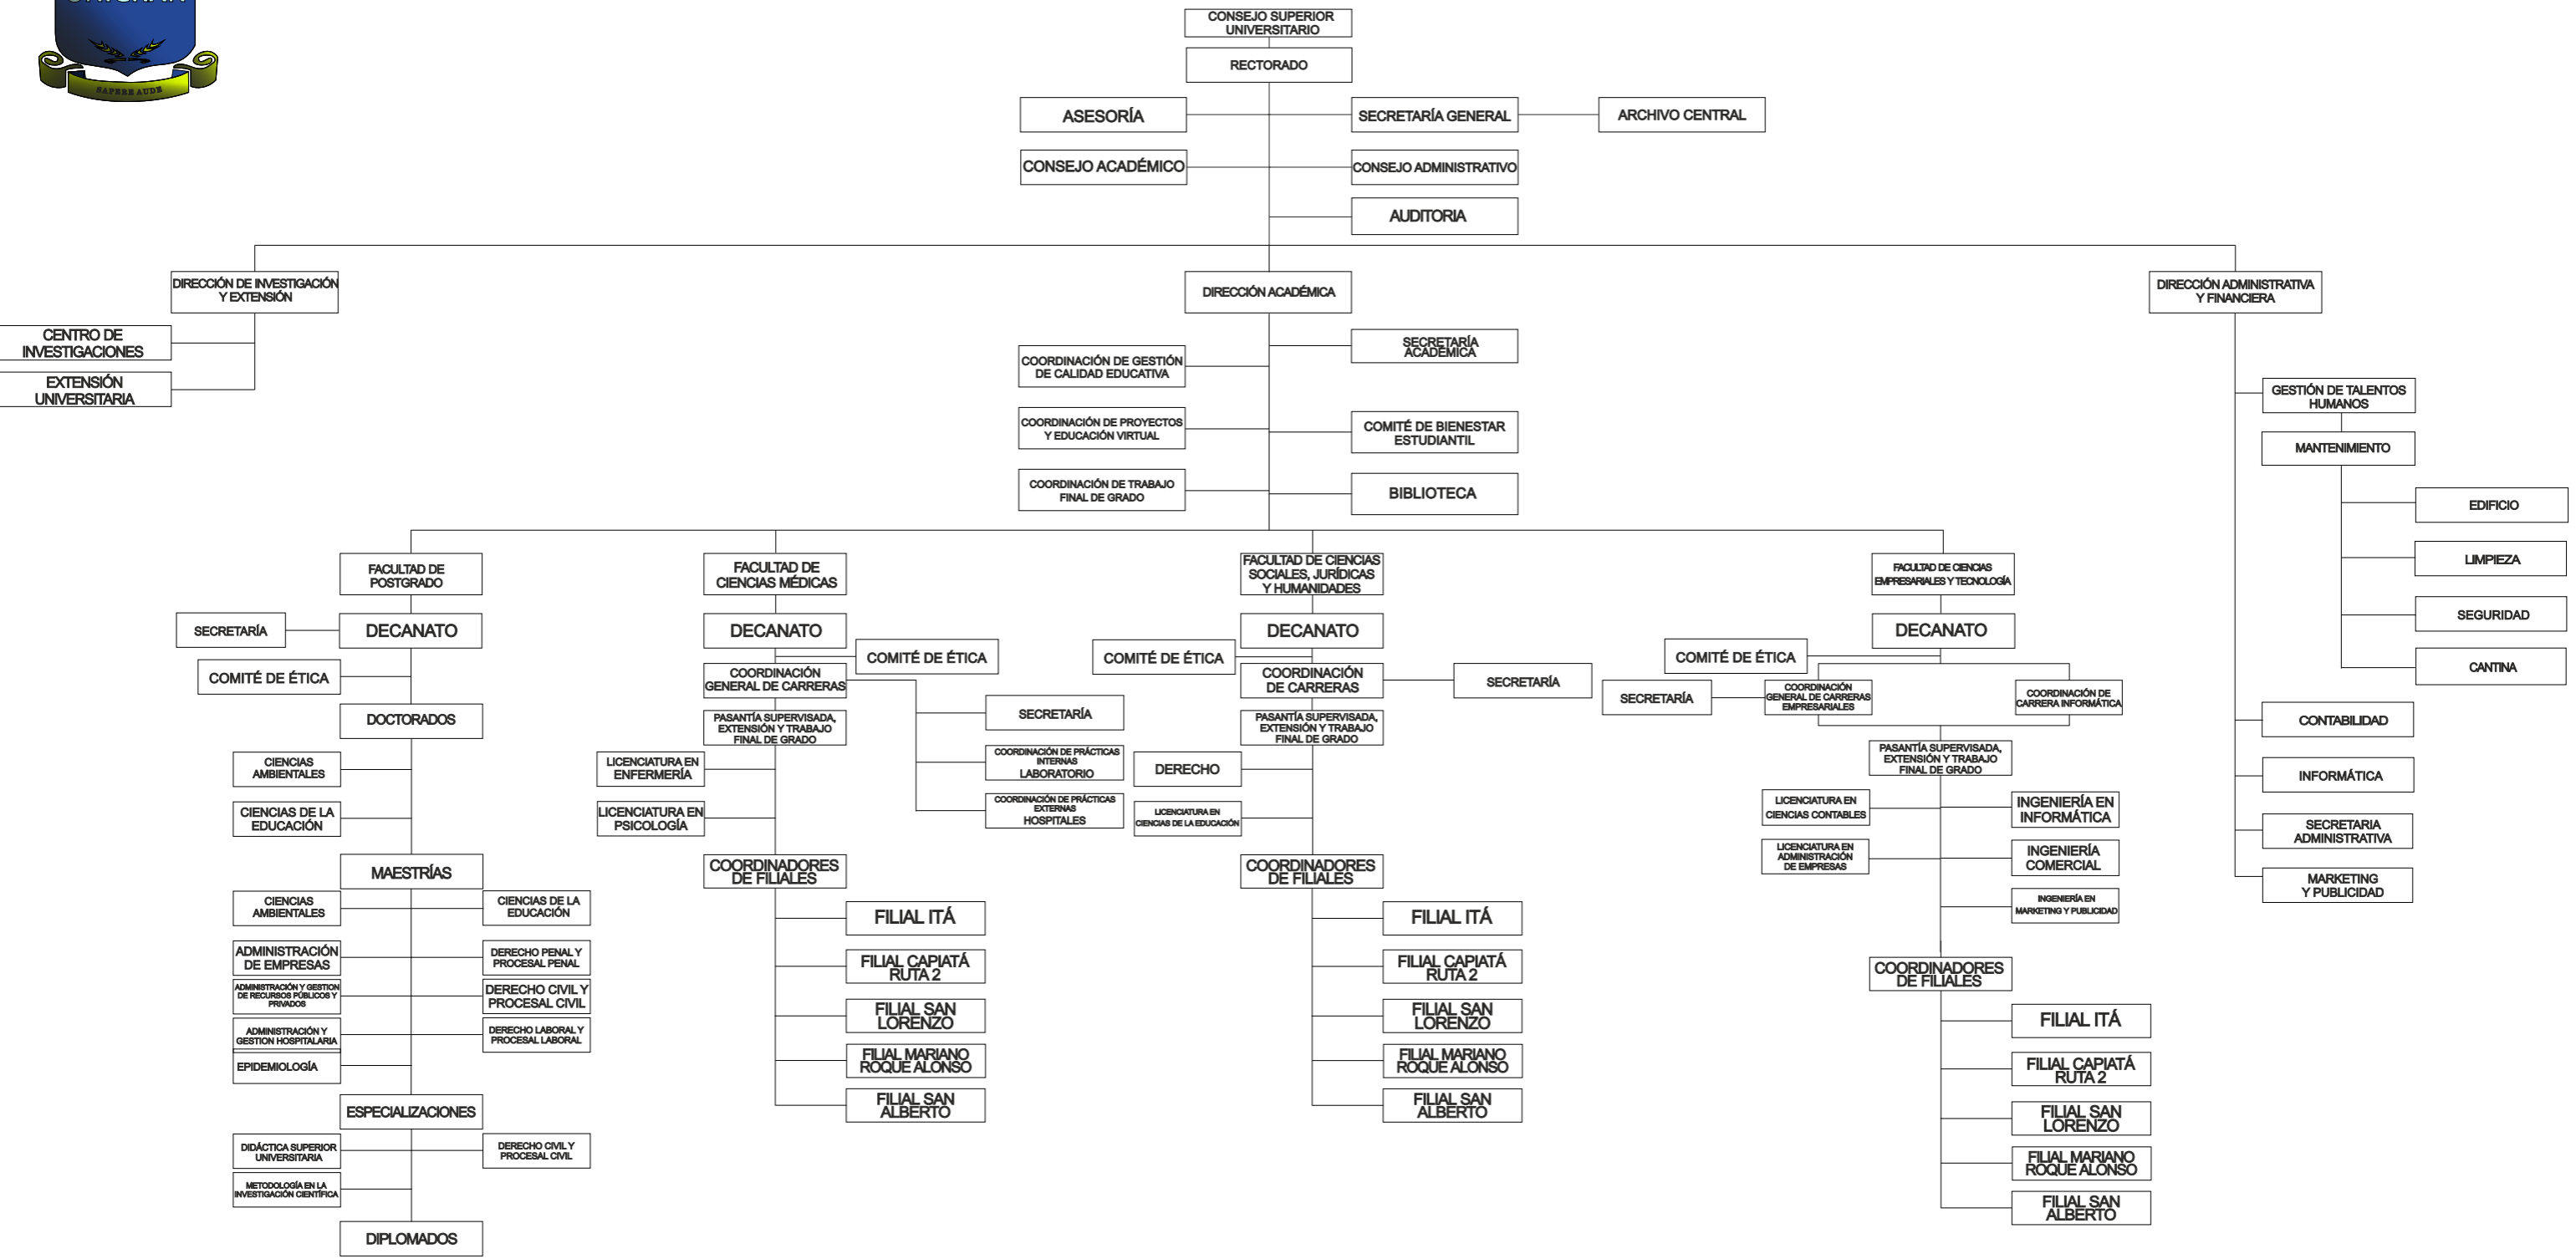 SAPERE AUDE
CONSEJO SUPERIOR
UNIVERSITARIO
RECTORADO
ASESORÍA
SECRETARÍA GENERAL
ARCHIVO CENTRAL
CONSEJO ACADÉMICO
CONSEJO ADMINISTRATIVO
AUDITORIA
DIRECCIÓN DE INVESTIGACIÓN
Y EXTENSIÓN
CENTRO DE
INVESTIGACIONES
EXTENSIÓN
UNIVERSITARIA
DIRECCIÓN ACADÉMICA
SECRETARÍA
ACADÉMICA
COORDINACIÓN DE GESTIÓN
DE CALIDAD EDUCATIVA
COORDINACIÓN DE PROYECTOS
Y EDUCACIÓN VIRTUAL
COMITÉ DE BIENESTAR
ESTUDIANTIL
COORDINACIÓN DE TRABAJO
FINAL DE GRADO
BIBLIOTECA
DIRECCIÓN ADMINISTRATIVA
Y FINANCIERA
GESTIÓN DE TALENTOS
HUMANOS
MANTENIMIENTO
EDIFICIO
LIMPIEZA
SEGURIDAD
CANTINA
CONTABILIDAD
INFORMÁTICA
SECRETARIA
ADMINISTRATIVA
MARKETING
Y PUBLICIDAD
FACULTAD DE
POSTGRADO
SECRETARÍA
DECANATO
COMITÉ DE ÉTICA
DOCTORADOS
CIENCIAS
AMBIENTALES
CIENCIAS DE LA
EDUCACIÓN
MAESTRÍAS
CIENCIAS
AMBIENTALES
CIENCIAS DE LA
EDUCACIÓN
ADMINISTRACIÓN
DE EMPRESAS
DERECHO PENAL Y
PROCESAL PENAL
ADMINISTRACIÓN Y GESTION
DE RECURSOS PÚBLICOS Y
PRIVADOS
DERECHO CIVIL Y
PROCESAL CIVIL
ADMINISTRACIÓN Y
GESTION HOSPITALARIA
DERECHO LABORAL Y
PROCESAL LABORAL
EPIDEMIOLOGÍA
ESPECIALIZACIONES
DIDÁCTICA SUPERIOR
UNIVERSITARIA
DERECHO CIVIL Y
PROCESAL CIVIL
METODOLOGÍA EN LA
INVESTIGACIÓN CIENTÍFICA
DIPLOMADOS
FACULTAD DE
CIENCIAS MÉDICAS
DECANATO
COMITÉ DE ÉTICA
COORDINACIÓN
GENERAL DE CARRERAS
SECRETARÍA
COORDINACIÓN DE PRÁCTICAS
INTERNAS
LABORATORIO
COORDINACIÓN DE PRÁCTICAS
EXTERNAS
HOSPITALES
PASANTÍA SUPERVISADA,
EXTENSIÓN Y TRABAJO
FINAL DE GRADO
LICENCIATURA EN
ENFERMERÍA
LICENCIATURA EN
PSICOLOGÍA
COORDINADORES
DE FILIALES
FILIAL ITÁ
FILIAL CAPIATÁ
RUTA 2
FILIAL SAN
LORENZO
FILIAL MARIANO
ROQUE ALONSO
FILIAL SAN
ALBERTO
FACULTAD DE CIENCIAS
SOCIALES, JURÍDICAS
Y HUMANIDADES
DECANATO
COMITÉ DE ÉTICA
COORDINACIÓN
DE CARRERAS
SECRETARÍA
PASANTÍA SUPERVISADA,
EXTENSIÓN Y TRABAJO
FINAL DE GRADO
DERECHO
LICENCIATURA EN
CIENCIAS DE LA EDUCACIÓN
COORDINADORES
DE FILIALES
FILIAL ITÁ
FILIAL CAPIATÁ
RUTA 2
FILIAL SAN
LORENZO
FILIAL MARIANO
ROQUE ALONSO
FILIAL SAN
ALBERTO
FACULTAD DE CIENCIAS
EMPRESARIALES Y TECNOLOGÍA
DECANATO
COMITÉ DE ÉTICA
SECRETARÍA
COORDINACIÓN
GENERAL DE CARRERAS
EMPRESARIALES
COORDINACIÓN DE
CARRERA INFORMÁTICA
PASANTÍA SUPERVISADA,
EXTENSIÓN Y TRABAJO
FINAL DE GRADO
LICENCIATURA EN
CIENCIAS CONTABLES
INGENIERÍA EN
INFORMÁTICA
LICENCIATURA EN
ADMINISTRACIÓN
DE EMPRESAS
INGENIERÍA
COMERCIAL
INGENIERÍA EN
MARKETING Y PUBLICIDAD
COORDINADORES
DE FILIALES
FILIAL ITÁ
FILIAL CAPIATÁ
RUTA 2
FILIAL SAN
LORENZO
FILIAL MARIANO
ROQUE ALONSO
FILIAL SAN
ALBERTO